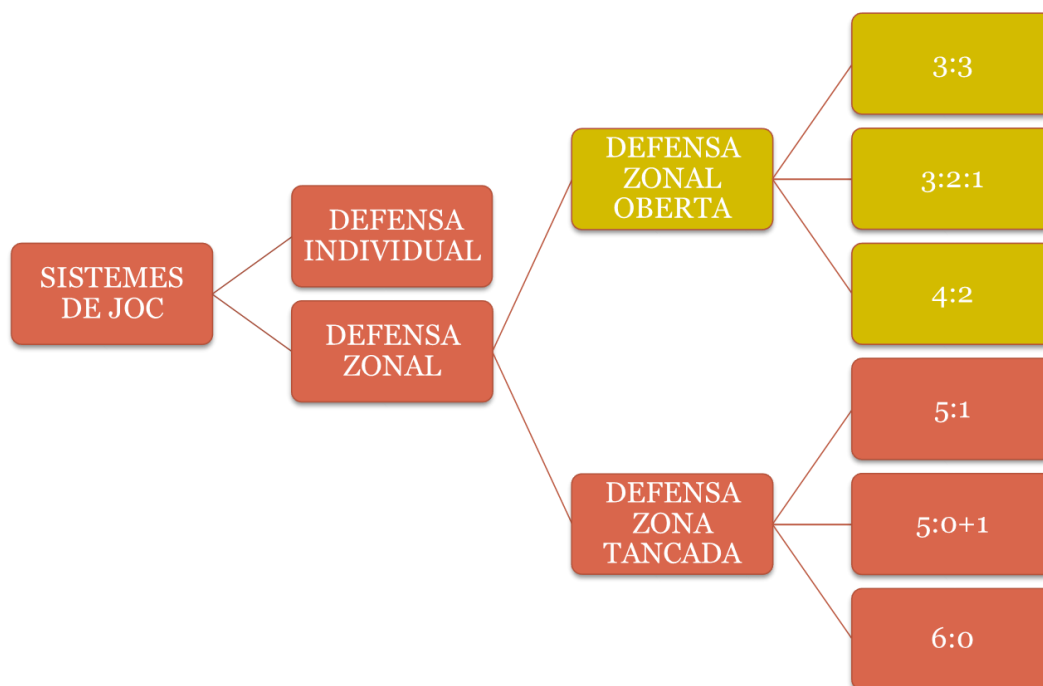 SISTEMES
DE JOC
DEFENSA
INDIVIDUAL
DEFENSA
ZONAL
DEFENSA
ZONAL
OBERTA
3:3
3:2:1
4:2
DEFENSA
ZONA
TANCADA
5:1
5:0+1
6:0